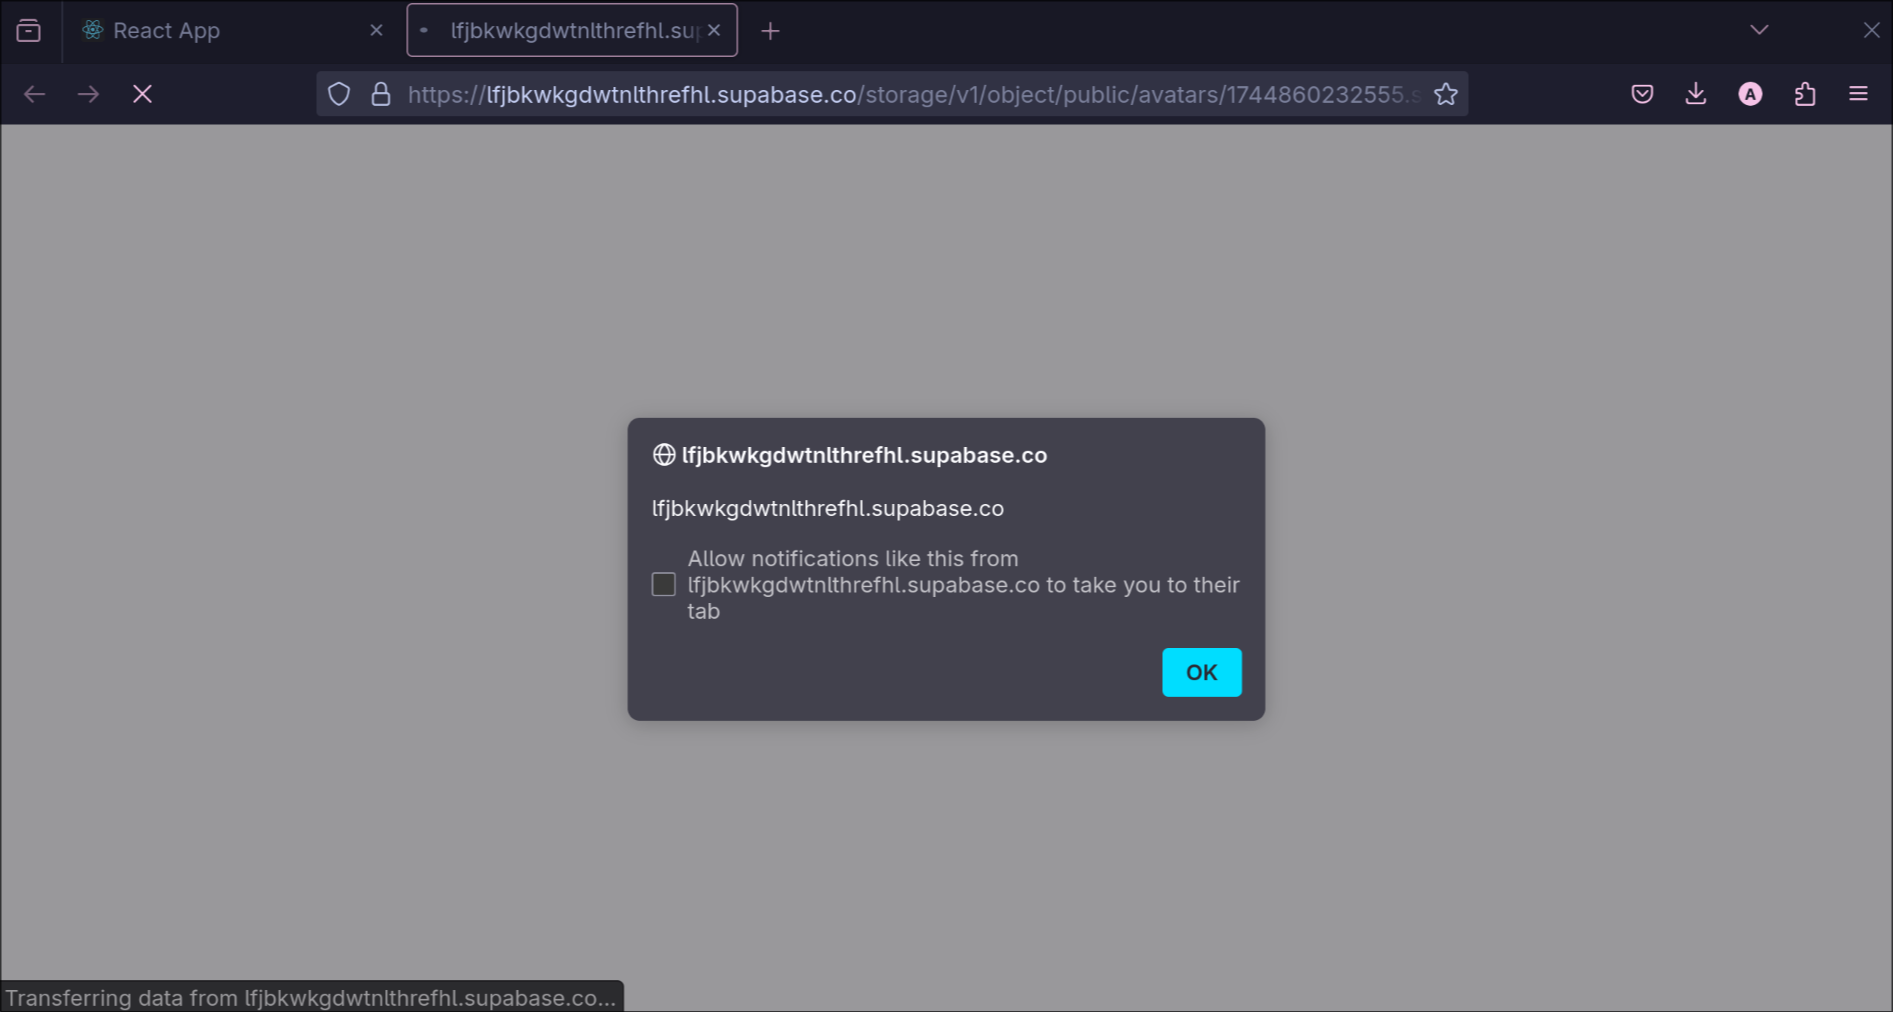 React App
lfjbkwkgdwtnlthrefhl.sup
https://lfjbkwkgdwtnlthrefhl.supabase.co/storage/v1/object/public/avatars/1744860232555.s
A
lfjbkwkgdwtnlthrefhl.supabase.co
lfjbkwkgdwtnlthrefhl.supabase.co
Allow notifications like this from
lfjbkwkgdwtnlthrefhl.supabase.co to take you to their
tab
OK
Transferring data from lfjbkwkgdwtnlthrefhl.supabase.co...